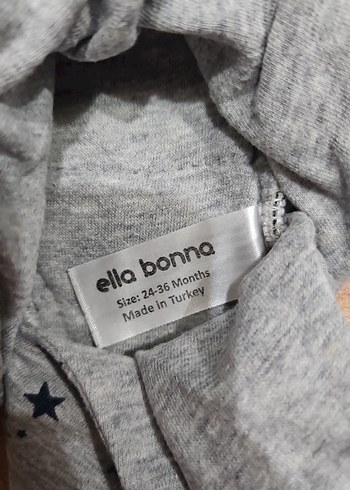 ella bonna
Size: 24-36 Months
Made in Turkey